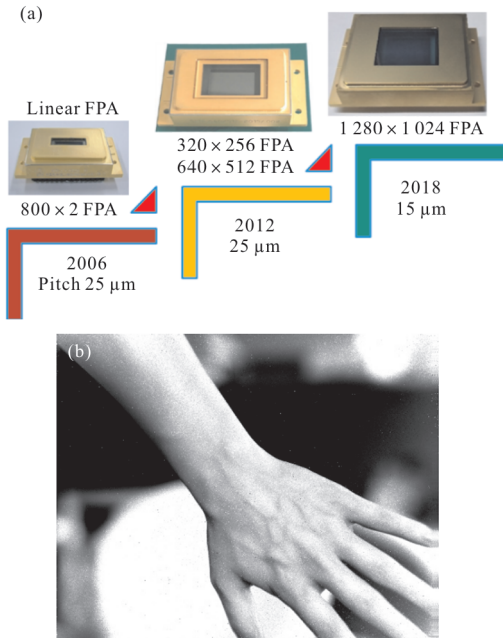 (a)
Linear FPA
800 × 2 FPA
2006
Pitch 25 μm
320 × 256 FPA
640 × 512 FPA
2012
25 μm
1 280 × 1 024 FPA
2018
15 μm
(b)